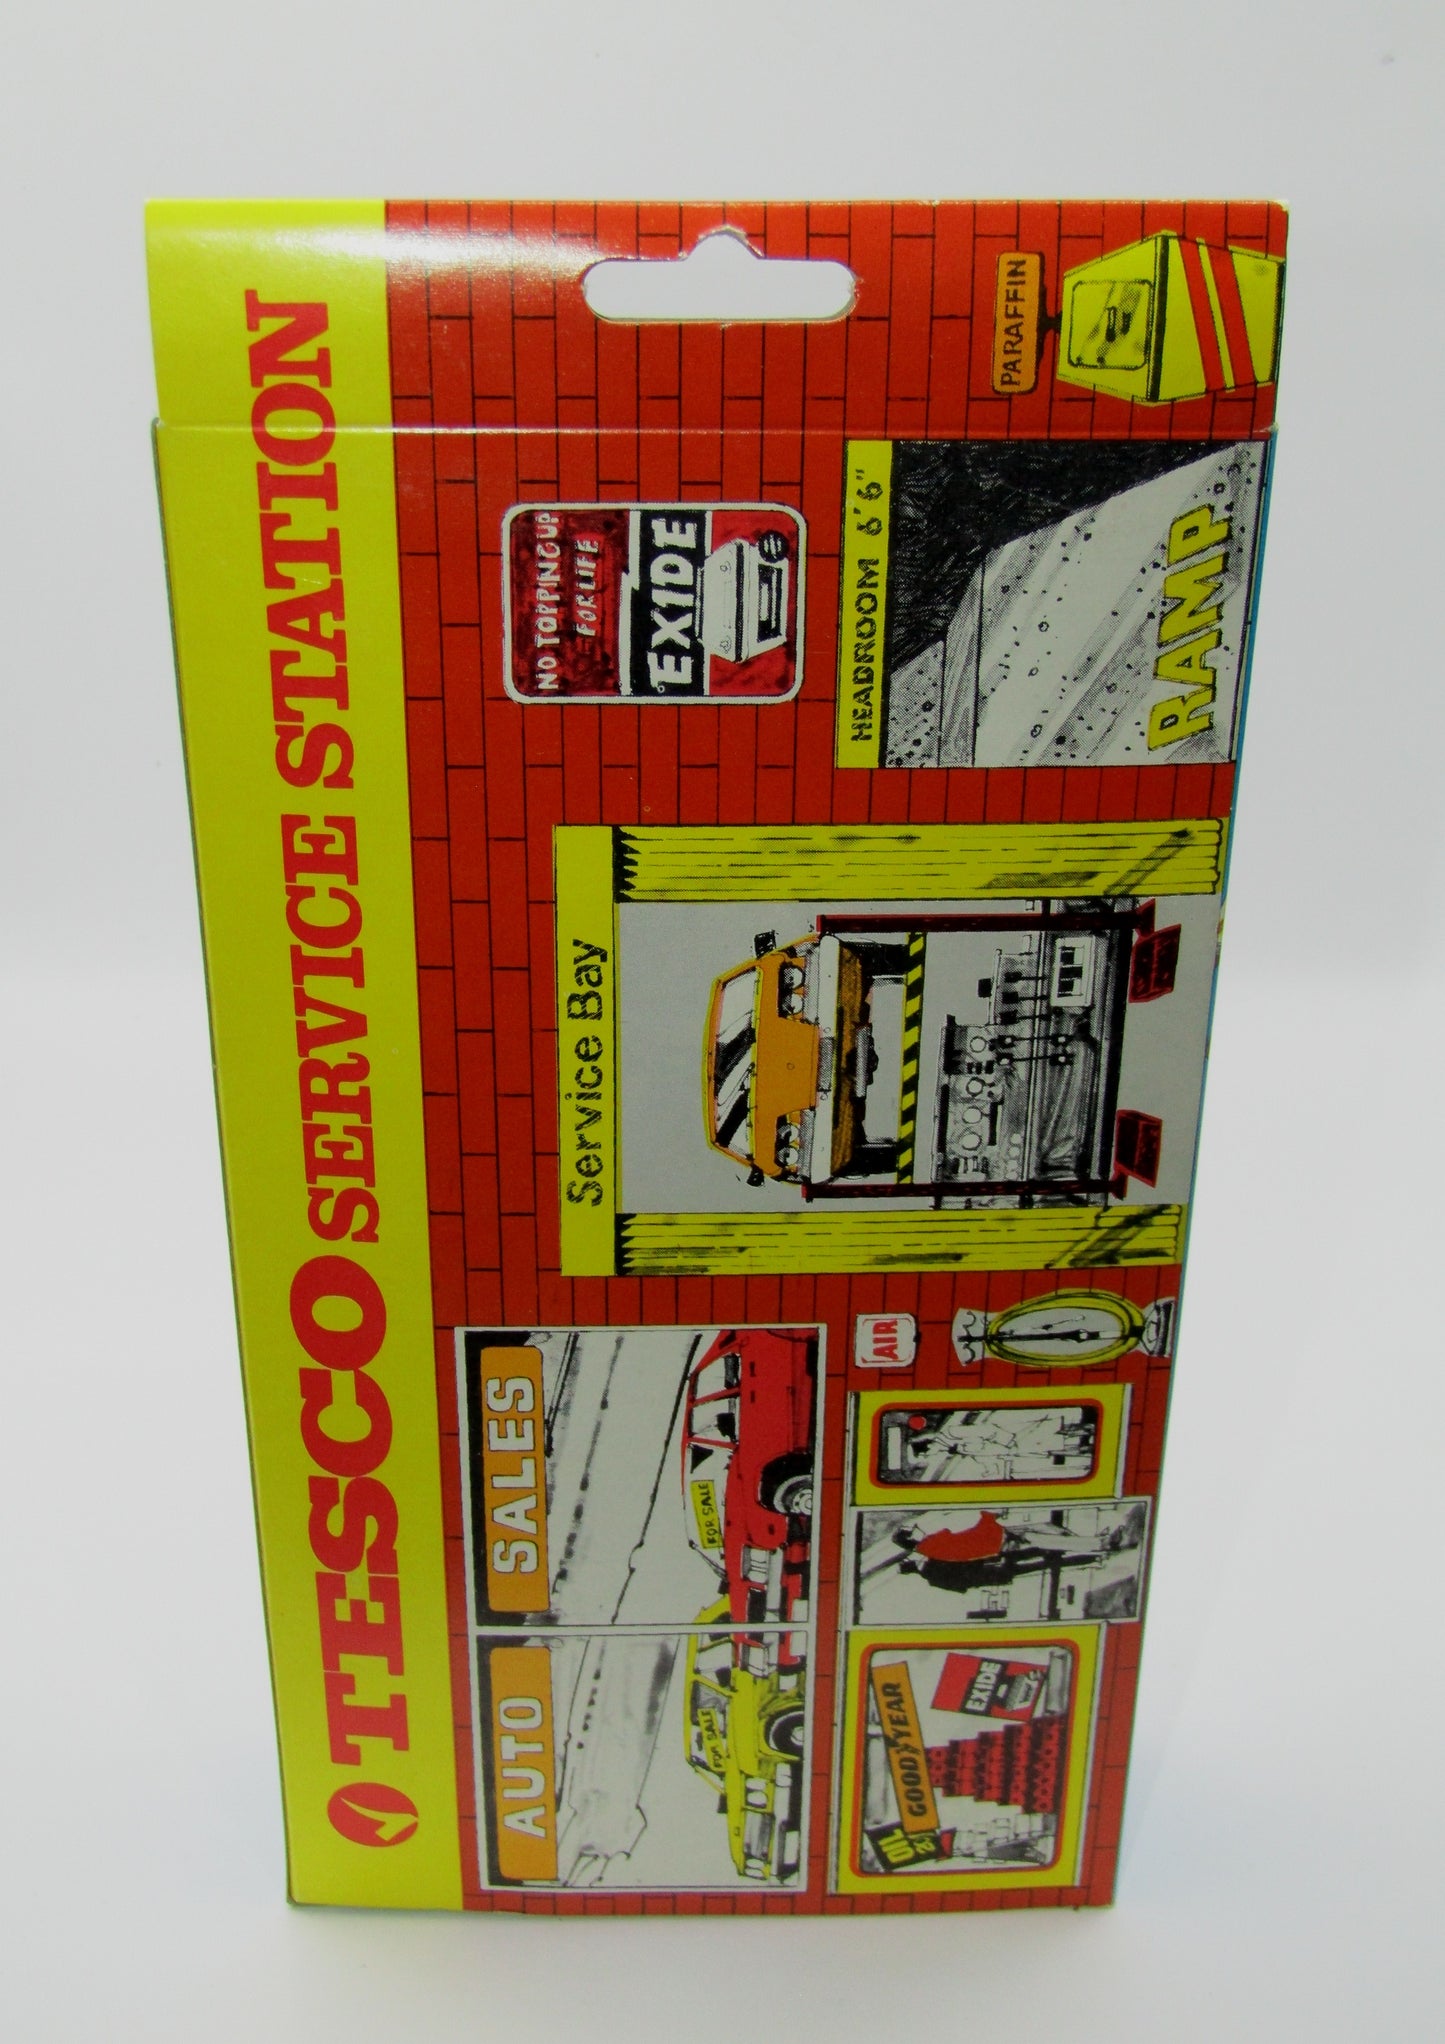 TESCO SERVICE STATION
AUTO SALES
FOR SALE
FOR SALE
Service Bay
NO TOPPING UP
FOR LIFE
EXIDE
HEADROOM 6'6"
RAMP
PARAFFIN
AIR
OIL
GOODYEAR
EXIDE